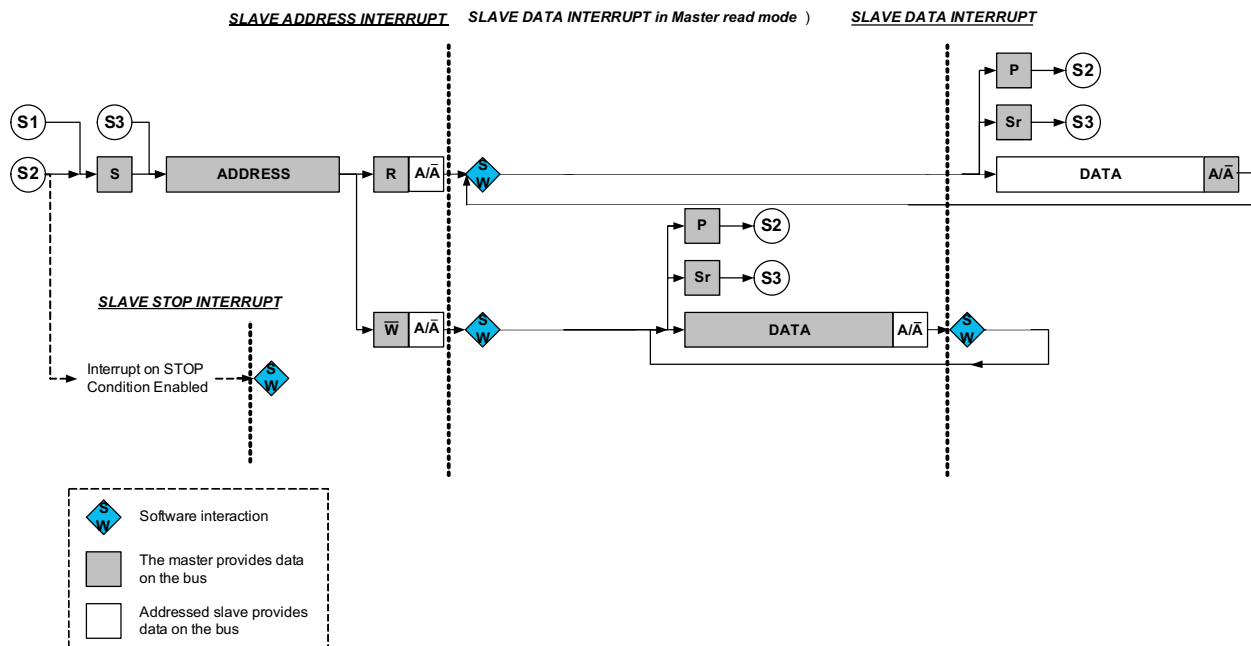 SLAVE ADDRESS INTERRUPT SLAVE DATA INTERRUPT in Master read mode ) SLAVE DATA INTERRUPT
P S2
S1 S3 Sr S3
S2 S ADDRESS R A/A̅ S W DATA A/A̅
P S2
Sr S3
SLAVE STOP INTERRUPT
W̅ A/A̅ S W DATA A/A̅ S W
Interrupt on STOP
Condition Enabled
S W
S W Software interaction
The master provides data
on the bus
Addressed slave provides
data on the bus